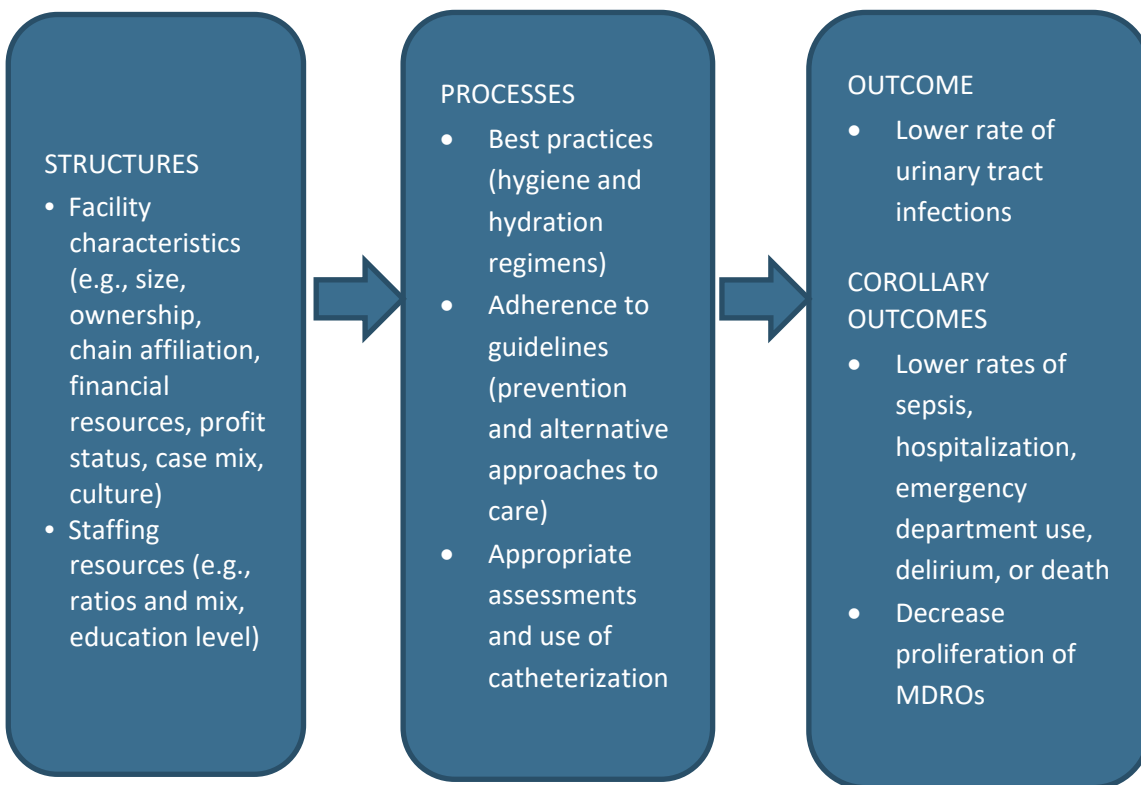 STRUCTURES
• Facility
characteristics
(e.g., size,
ownership,
chain affiliation,
financial
resources, profit
status, case mix,
culture)
• Staffing
resources (e.g.,
ratios and mix,
education level)
PROCESSES
• Best practices
(hygiene and
hydration
regimens)
• Adherence to
guidelines
(prevention
and alternative
approaches to
care)
• Appropriate
assessments
and use of
catheterization
OUTCOME
• Lower rate of
urinary tract
infections
COROLLARY
OUTCOMES
• Lower rates of
sepsis,
hospitalization,
emergency
department use,
delirium, or death
• Decrease
proliferation of
MDROs